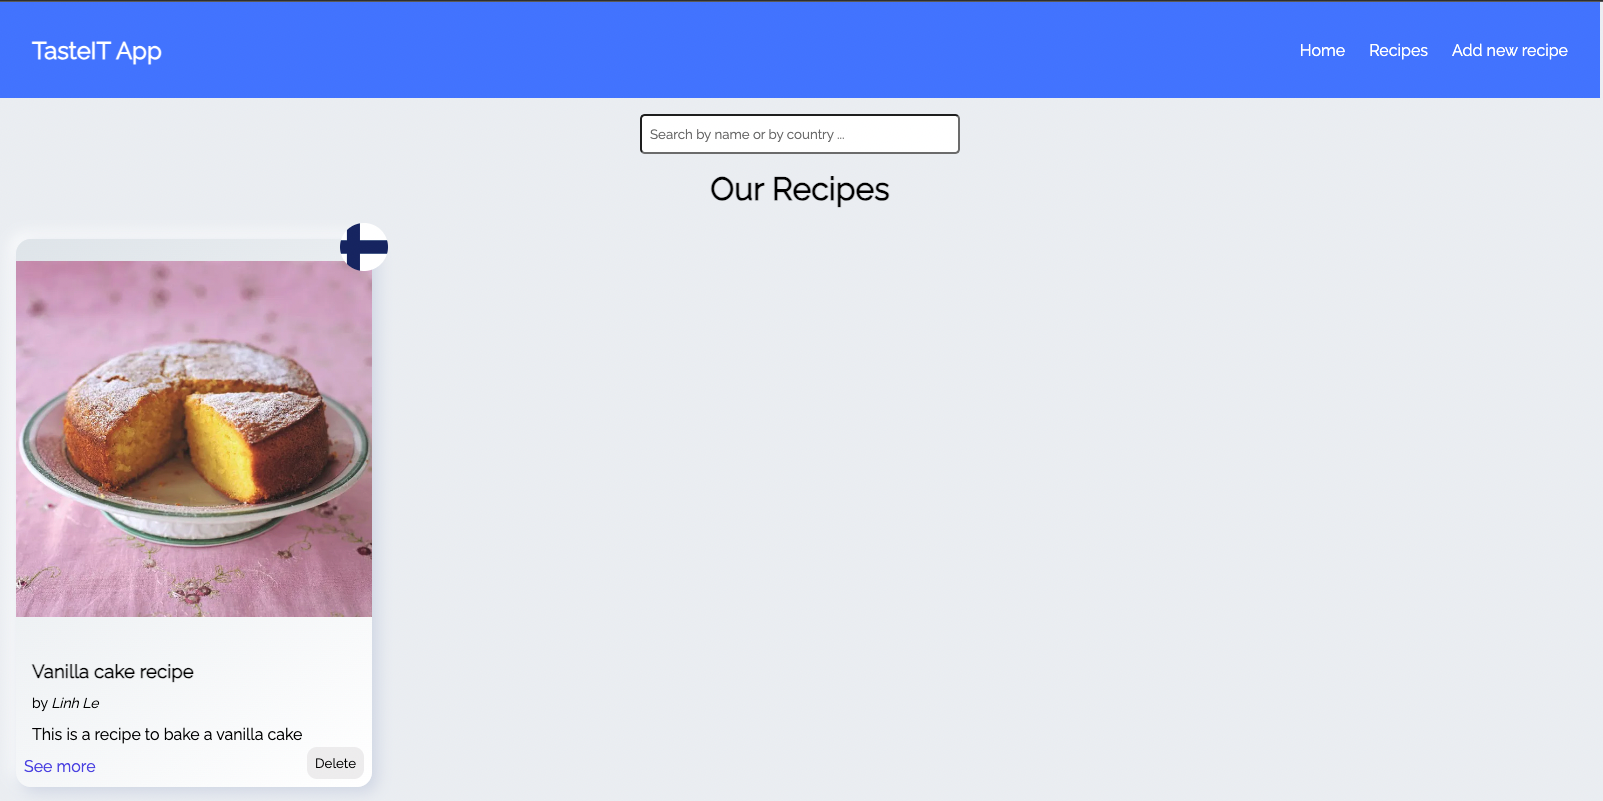 TasteIT App
Home Recipes Add new recipe
Search by name or by country ...
Our Recipes
Vanilla cake recipe
by Linh Le
This is a recipe to bake a vanilla cake
See more
Delete